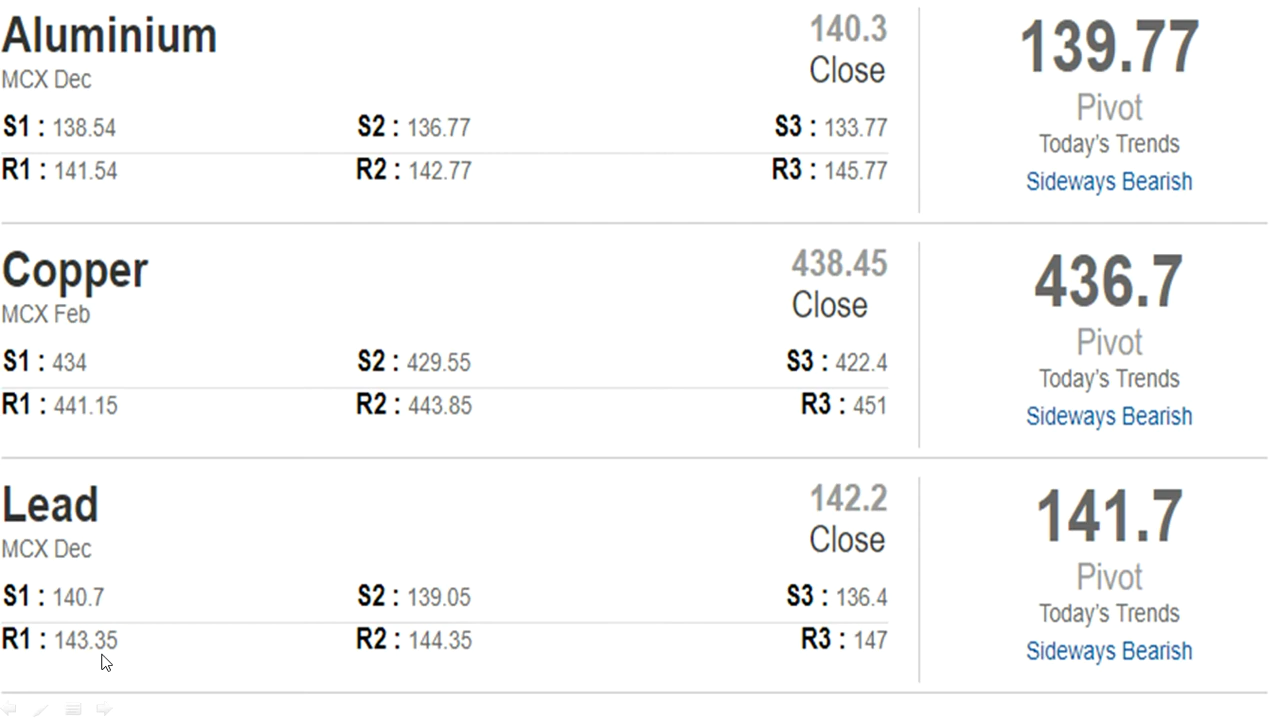 Aluminium
140.3
MCX Dec
Close
S1 : 138.54 S2 : 136.77 S3 : 133.77
R1 : 141.54 R2 : 142.77 R3 : 145.77
139.77
Pivot
Today's Trends
Sideways Bearish
Copper
438.45
MCX Feb
Close
S1 : 434 S2 : 429.55 S3 : 422.4
R1 : 441.15 R2 : 443.85 R3 : 451
436.7
Pivot
Today's Trends
Sideways Bearish
Lead
142.2
MCX Dec
Close
S1 : 140.7 S2 : 139.05 S3 : 136.4
R1 : 143.35 R2 : 144.35 R3 : 147
141.7
Pivot
Today's Trends
Sideways Bearish